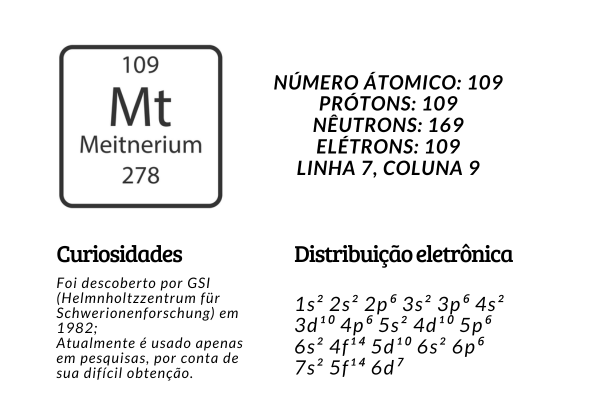 109
Mt
Meitnerium
278
NÚMERO ÁTOMICO: 109
PRÓTONS: 109
NÊUTRONS: 169
ELÉTRONS: 109
LINHA 7, COLUNA 9
Curiosidades
Foi descoberto por GSI
(Helmnholtzzentrum für
Schwerionenforschung) em
1982;
Atualmente é usado apenas
em pesquisas, por conta de
sua difícil obtenção.
Distribuição eletrônica
1s² 2s² 2p⁶ 3s² 3p⁶ 4s²
3d¹⁰ 4p⁶ 5s² 4d¹⁰ 5p⁶
6s² 4f¹⁴ 5d¹⁰ 6s² 6p⁶
7s² 5f¹⁴ 6d⁷